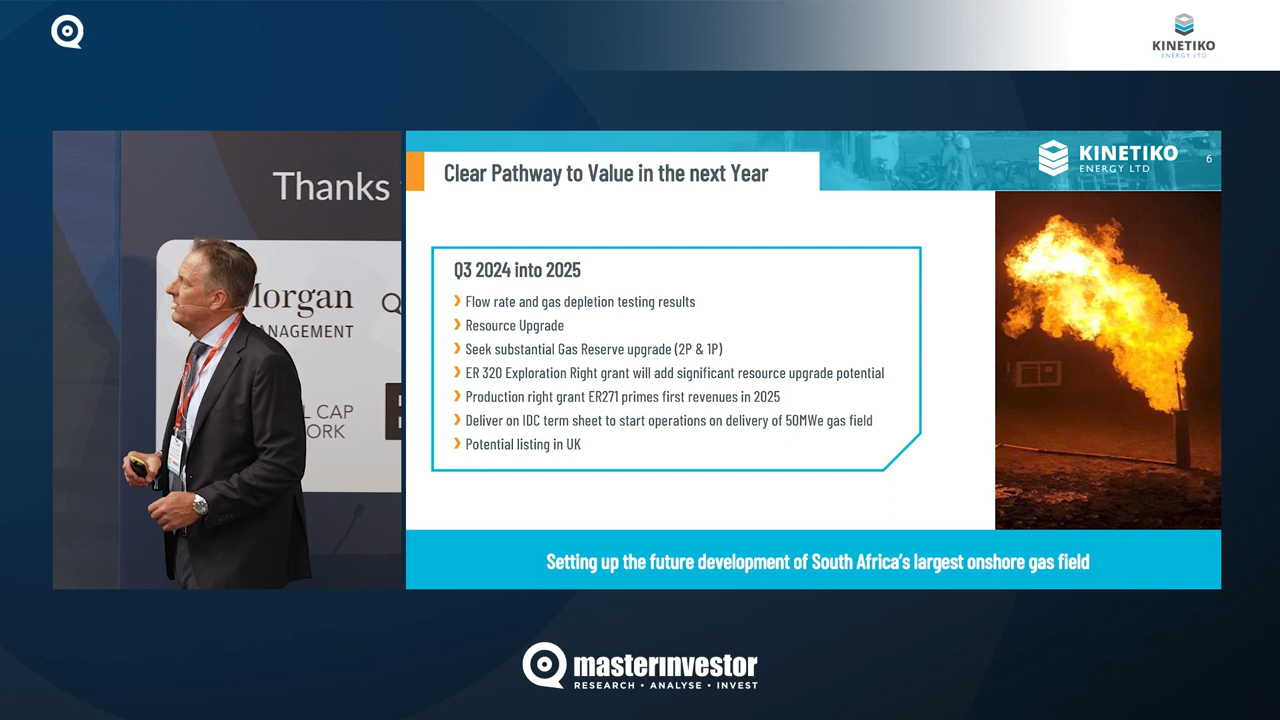 KINETIKO
ENERGY LTD
Thanks
Morgan
ANAGEMENT
L CAP
ORK
Clear Pathway to Value in the next Year
KINETIKO
ENERGY LTD
6
Q3 2024 into 2025
› Flow rate and gas depletion testing results
› Resource Upgrade
› Seek substantial Gas Reserve upgrade (2P & 1P)
› ER 320 Exploration Right grant will add significant resource upgrade potential
› Production right grant ER271 primes first revenues in 2025
› Deliver on IDC term sheet to start operations on delivery of 50MWe gas field
› Potential listing in UK
Setting up the future development of South Africa's largest onshore gas field
masterinvestor
RESEARCH • ANALYSE • INVEST